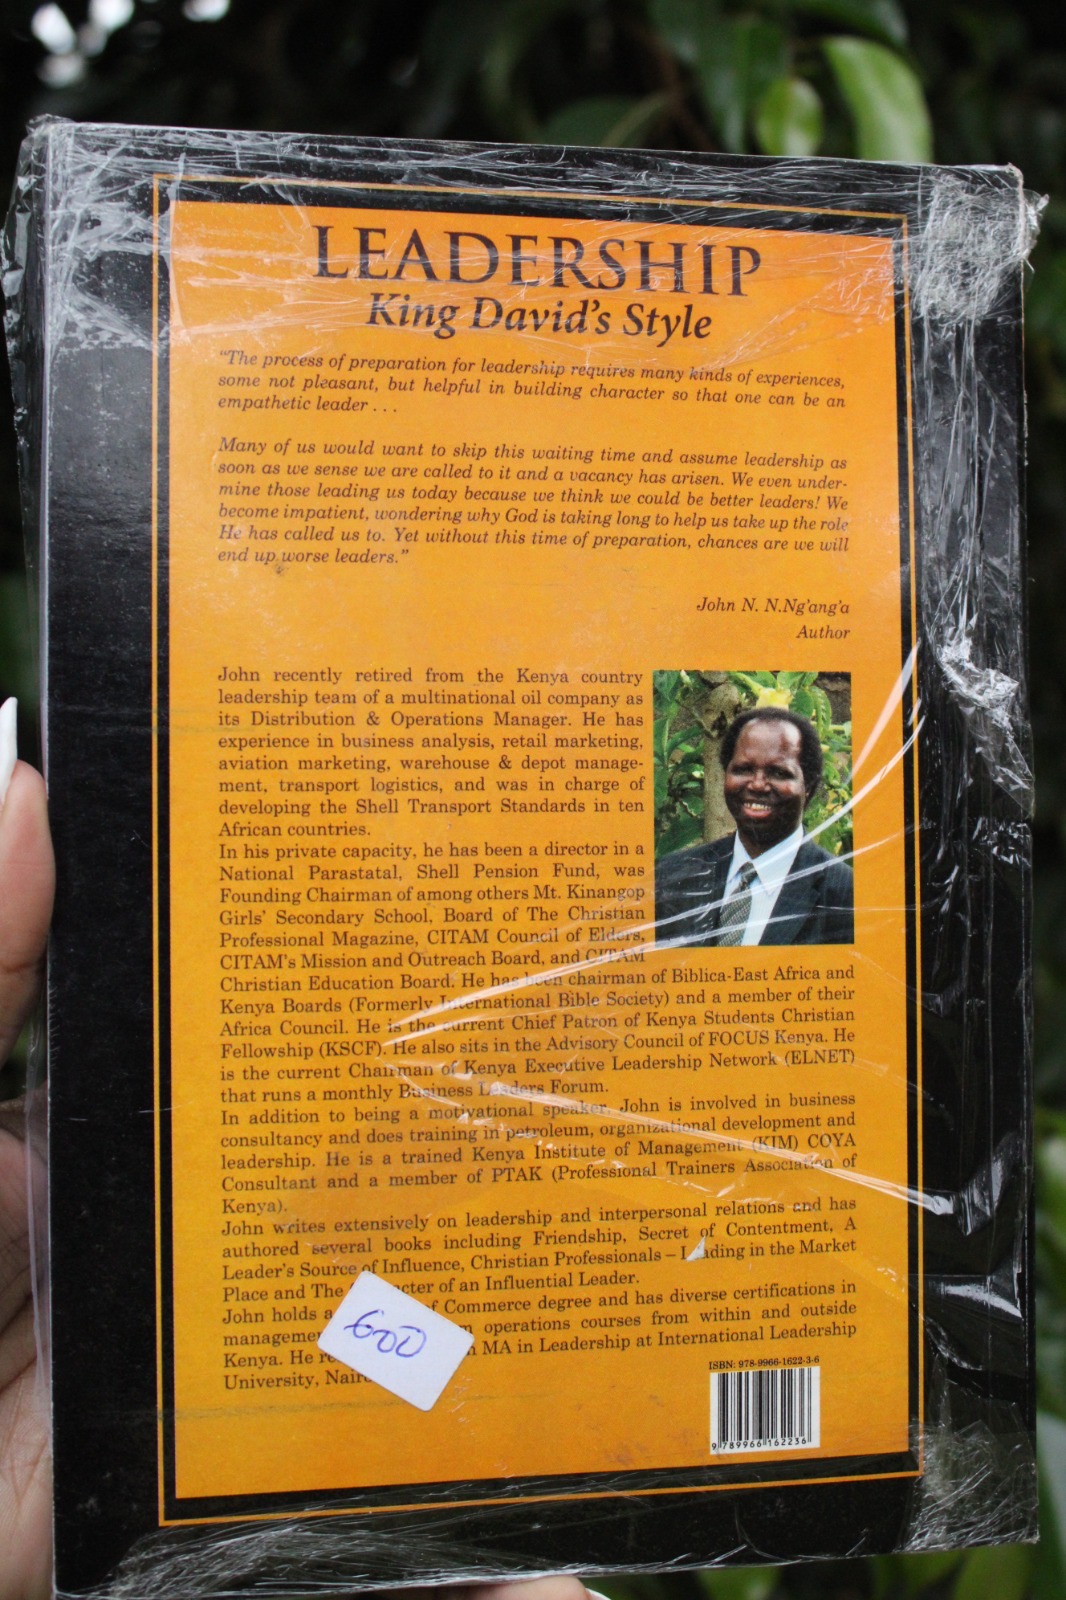 LEADERSHIP
King David's Style
"The process of preparation for leadership requires many kinds of experiences,
some not pleasant, but helpful in building character so that one can be an
empathetic leader . . .
Many of us would want to skip this waiting time and assume leadership as
soon as we sense we are called to it and a vacancy has arisen. We even under-
mine those leading us today because we think we could be better leaders! We
become impatient, wondering why God is taking long to help us take up the role
He has called us to. Yet without this time of preparation, chances are we will
end up worse leaders."
John N. N.Ng'ang'a
Author
John recently retired from the Kenya country
leadership team of a multinational oil company as
its Distribution & Operations Manager. He has
experience in business analysis, retail marketing,
aviation marketing, warehouse & depot manage-
ment, transport logistics, and was in charge of
developing the Shell Transport Standards in ten
African countries.
In his private capacity, he has been a director in a
National Parastatal, Shell Pension Fund, was
Founding Chairman of among others Mt. Kinangop
Girls' Secondary School, Board of The Christian
Professional Magazine, CITAM Council of Elders,
CITAM's Mission and Outreach Board, and CITAM
Christian Education Board. He has been chairman of Biblica-East Africa and
Kenya Boards (Formerly International Bible Society) and a member of their
Africa Council. He is the current Chief Patron of Kenya Students Christian
Fellowship (KSCF). He also sits in the Advisory Council of FOCUS Kenya. He
is the current Chairman of Kenya Executive Leadership Network (ELNET)
that runs a monthly Business Leaders Forum.
In addition to being a motivational speaker, John is involved in business
consultancy and does training in petroleum, organizational development and
leadership. He is a trained Kenya Institute of Management (KIM) COYA
Consultant and a member of PTAK (Professional Trainers Association of
Kenya).
John writes extensively on leadership and interpersonal relations and has
authored several books including Friendship, Secret of Contentment, A
Leader's Source of Influence, Christian Professionals – Leading in the Market
Place and The of an Influential Leader.
John holds a of Commerce degree and has diverse certifications in
operations courses from within and outside
Kenya. He MA in Leadership at International Leadership
University,
600
ISBN: 978-9966-1622-3-6
9 789966 162236